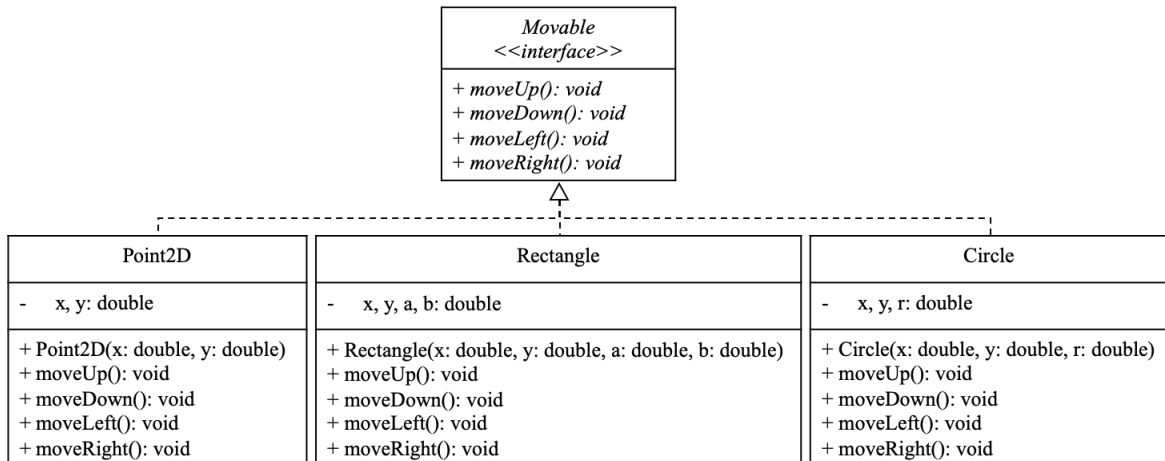 Movable
<<interface>>
+ moveUp(): void
+ moveDown(): void
+ moveLeft(): void
+ moveRight(): void
Point2D
- x, y: double
+ Point2D(x: double, y: double)
+ moveUp(): void
+ moveDown(): void
+ moveLeft(): void
+ moveRight(): void
Rectangle
- x, y, a, b: double
+ Rectangle(x: double, y: double, a: double, b: double)
+ moveUp(): void
+ moveDown(): void
+ moveLeft(): void
+ moveRight(): void
Circle
- x, y, r: double
+ Circle(x: double, y: double, r: double)
+ moveUp(): void
+ moveDown(): void
+ moveLeft(): void
+ moveRight(): void